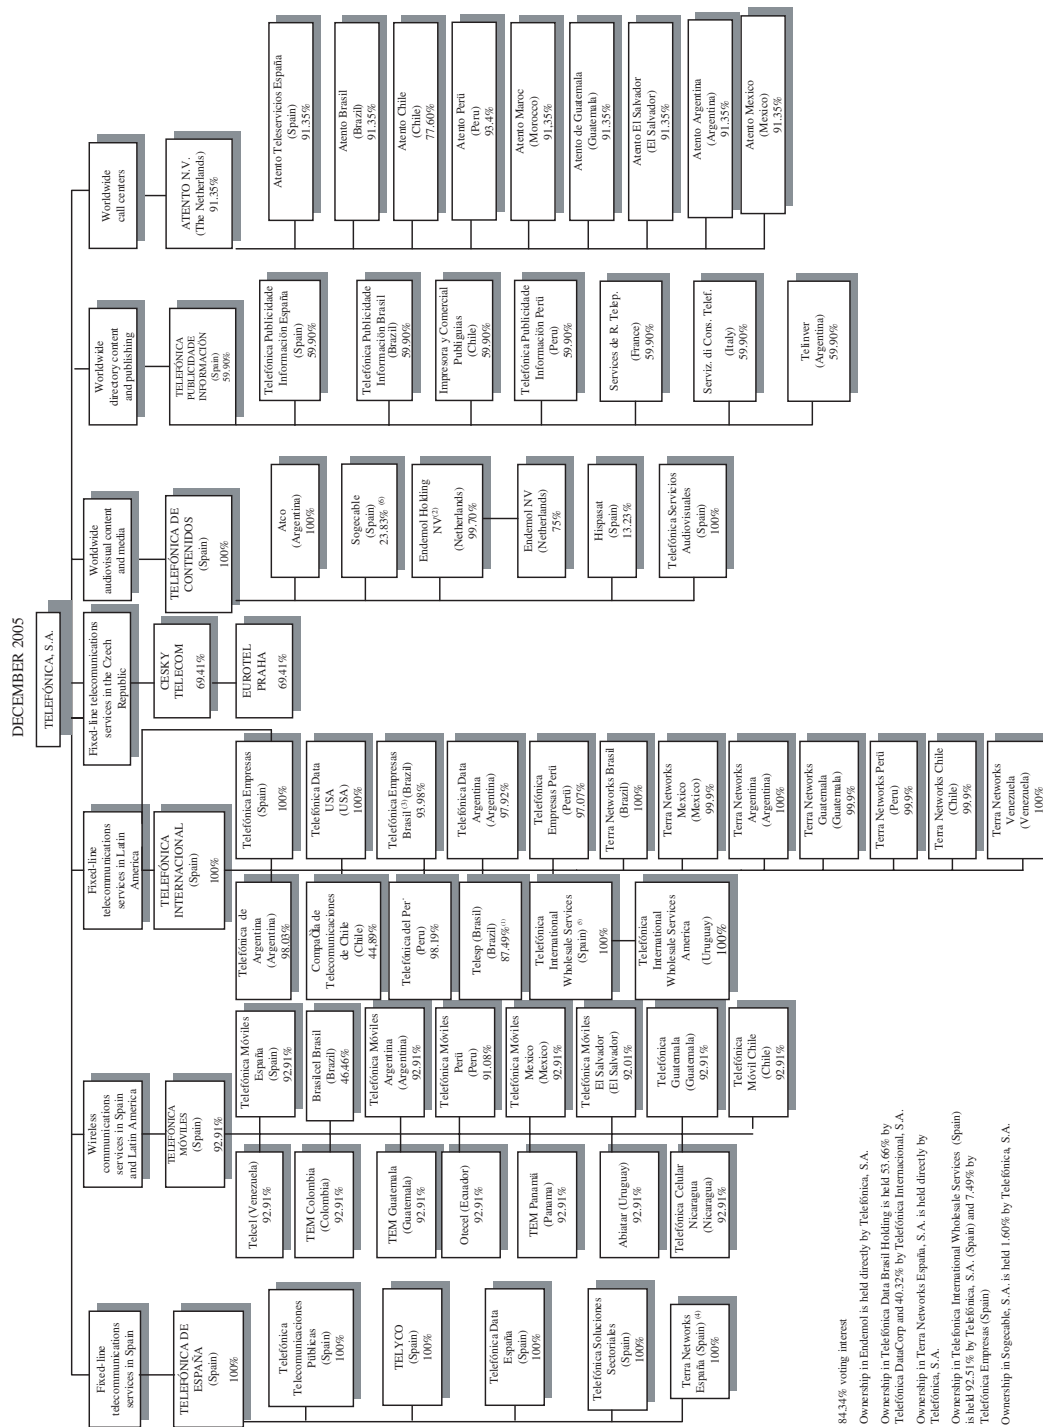 DECEMBER 2005
TELEFÓNICA, S.A.
Fixed-line
telecommunications
services in Spain
TELEFÓNICA DE
ESPAÑA
(Spain)
100%
Telefónica
Telecomunicaciones
Públicas
(Spain)
100%
TELYCO
(Spain)
100%
Telefónica Data
España
(Spain)
100%
Telefónica Soluciones
Sectoriales
(Spain)
100%
Terra Networks
España (Spain) (4)
100%
Wireless
communications
services in Spain
and Latin America
TELEFÓNICA
MÓVILES
(Spain)
92.91%
Telcel (Venezuela)
92.91%
TEM Colombia
(Colombia)
92.91%
TEM Guatemala
(Guatemala)
92.91%
Otecel (Ecuador)
92.91%
TEM Panamá
(Panama)
92.91%
Abiatar (Uruguay)
92.91%
Telefónica Celular
Nicaragua
(Nicaragua)
92.91%
Telefónica Móviles
España
(Spain)
92.91%
Brasilcel Brasil
(Brazil)
46.46%
Telefónica Móviles
Argentina
(Argentina)
92.91%
Telefónica Móviles
Perü
(Peru)
91.08%
Telefónica Móviles
Mexico
(Mexico)
92.91%
Telefónica Móviles
El Salvador
(El Salvador)
92.01%
Telefónica
Guatemala
(Guatemala)
92.91%
Telefónica
Móvil Chile
(Chile)
92.91%
Fixed-line
telecommunications
services in Latin
America
TELEFÓNICA
INTERNACIONAL
(Spain)
100%
Telefónica de
Argentina
(Argentina)
98.03%
Telecomunicaciones
de Chile
(Chile)
44,89%
Telefónica del Per
(Peru)
98.19%
Telesp (Brasil)
(Brazil)
87.49% (1)
Telefónica
International
Wholesale Services
(Spain) (5)
100%
Telefónica
International
Wholesale Services
America
(Uruguay)
100%
Telefónica Empresas
(Spain)
100%
Telefónica Data
USA
(USA)
100%
Telefónica Empresas
Brasil (3) (Brazil)
93.98%
Telefónica Data
Argentina
(Argentina)
97.92%
Telefónica
Empresas Perü
(Perü)
97.07%
Terra Networks Brasil
(Brazil)
100%
Terra Networks
Mexico
(Mexico)
99.9%
Terra Networks
Argentina
(Argentina)
100%
Terra Networks
Guatemala
(Guatemala)
99.9%
Terra Networks Perü
(Peru)
99.9%
Terra Networks Chile
(Chile)
99.9%
Terra Networks
Venezuela
(Venezuela)
100%
Fixed-line telecommunications
services in the Czech
Republic
CESKY
TELECOM
69.41%
EUROTEL
PRAHA
69.41%
Worldwide
audiovisual content
and media
TELEFÓNICA DE
CONTENIDOS
(Spain)
100%
Atco
(Argentina)
100%
Sogecable
(Spain)
23.83% (6)
Endemol Holding
NV(2)
(Netherlands)
99.70%
Endemol NV
(Netherlands)
75%
Hispasat
(Spain)
13,23%
Telefónica Servicios
Audiovisuales
(Spain)
100%
Worldwide
directory content
and publishing
TELEFÓNICA
PUBLICIDADE
INFORMACIÓN
(Spain)
59.90%
Telefónica Publicidade
Información España
(Spain)
59.90%
Telefónica Publicidade
Información Brasil
(Brazil)
59.90%
Impresora y Comercial
Publiguias
(Chile)
59.90%
Telefónica Publicidade
Información Perü
(Peru)
59.90%
Services de R. Telep.
(France)
59.90%
Serviz. di Cons. Telef.
(Italy)
59.90%
Telinver
(Argentina)
59.90%
Worldwide
call centers
ATENTO N.V.
(The Netherlands)
91.35%
Atento Teleservicios España
(Spain)
91.35%
Atento Brasil
(Brazil)
91.35%
Atento Chile
(Chile)
77.60%
Atento Perü
(Peru)
93.4%
Atento Maroc
(Morocco)
91,35%
Atento de Guatemala
(Guatemala)
91.35%
Atento El Salvador
(El Salvador)
91.35%
Atento Argentina
(Argentina)
91.35%
Atento Mexico
(Mexico)
91.35%
84.34% voting interest
Ownership in Endemol is held directly by Telefónica, S.A.
Ownership in Telefónica Data Brasil Holding is held 53.66% by
Telefónica DataCorp and 40.32% by Telefónica Internacional, S.A.
Ownership in Terra Networks España, S.A. is held directly by
Telefónica, S.A.
Ownership in Telefonica International Wholesale Services (Spain)
is held 92.51% by Telefónica, S.A. (Spain) and 7.49% by
Telefónica Empresas (Spain)
Ownership in Sogecable, S.A. is held 1.60% by Telefónica, S.A.